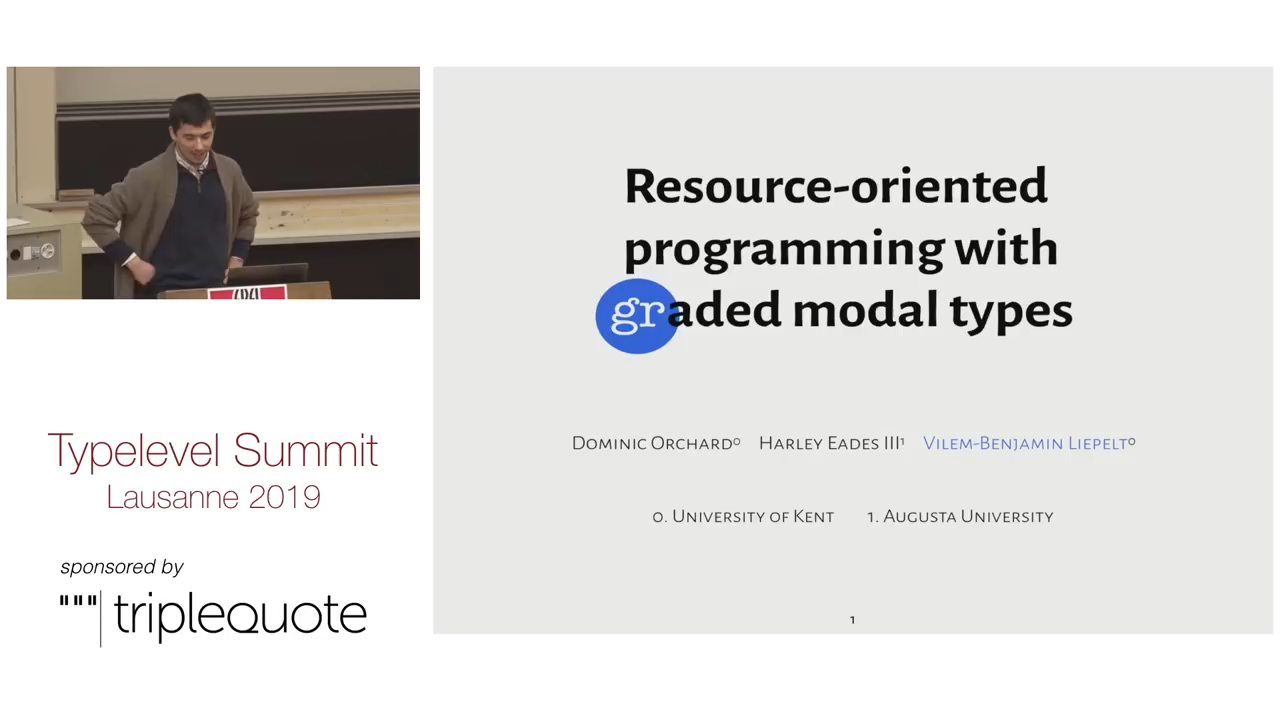 Resource-oriented
programming with
graded modal types
Dominic Orchard⁰ Harley Eades III¹ Vilem-Benjamin Liepelt⁰
0. University of Kent 1. Augusta University
1
Typelevel Summit
Lausanne 2019
sponsored by
"""|triplequote